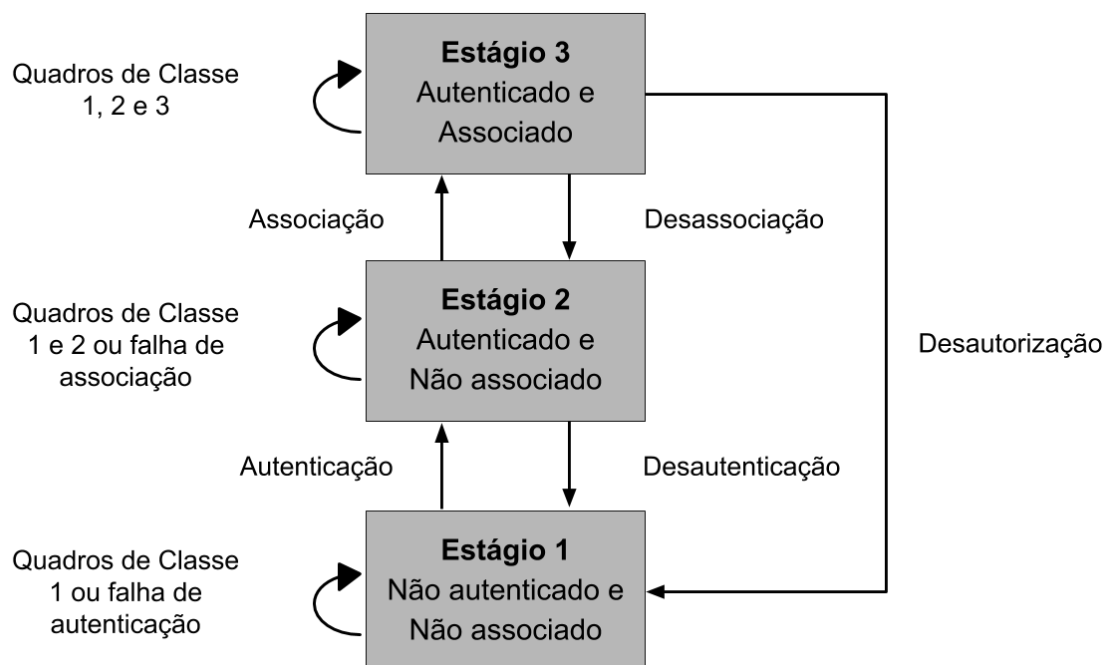 Quadros de Classe
1, 2 e 3
Estágio 3
Autenticado e
Associado
Associação
Desassociação
Quadros de Classe
1 e 2 ou falha de
associação
Estágio 2
Autenticado e
Não associado
Desautorização
Autenticação
Desautenticação
Quadros de Classe
1 ou falha de
autenticação
Estágio 1
Não autenticado e
Não associado